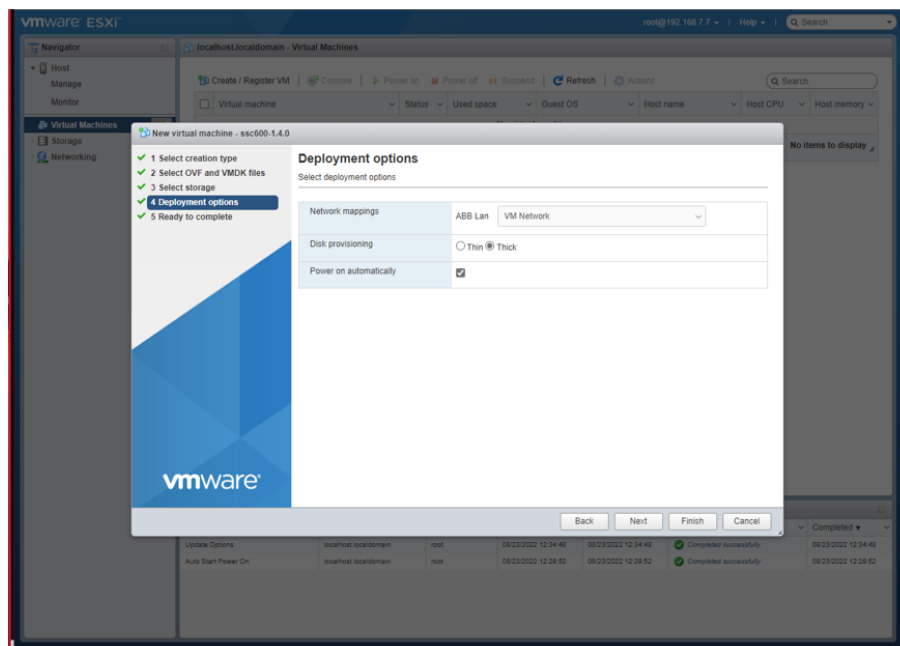 vmware ESXi™
root@192.168.7.7 | Help | Search
Navigator
localhost.localdomain - Virtual Machines
Host
Manage
Monitor
Virtual Machines
Storage
Networking
Create / Register VM | Console | Power on Power off Suspend | Refresh | Actions
Search
Virtual machine Status Used space Guest OS Host name Host CPU Host memory
No items to display
New virtual machine - ssc600-1.4.0
1 Select creation type
2 Select OVF and VMDK files
3 Select storage
4 Deployment options
5 Ready to complete
Deployment options
Select deployment options
Network mappings ABB Lan VM Network
Disk provisioning Thin Thick
Power on automatically
vmware®
Back Next Finish Cancel
Completed
Update Options localhost.localdomain root 08/23/2022 12:34:48 08/23/2022 12:34:48 Completed successfully 08/23/2022 12:34:48
Auto Start Power On localhost.localdomain root 08/23/2022 12:29:52 08/23/2022 12:29:52 Completed successfully 08/23/2022 12:29:52